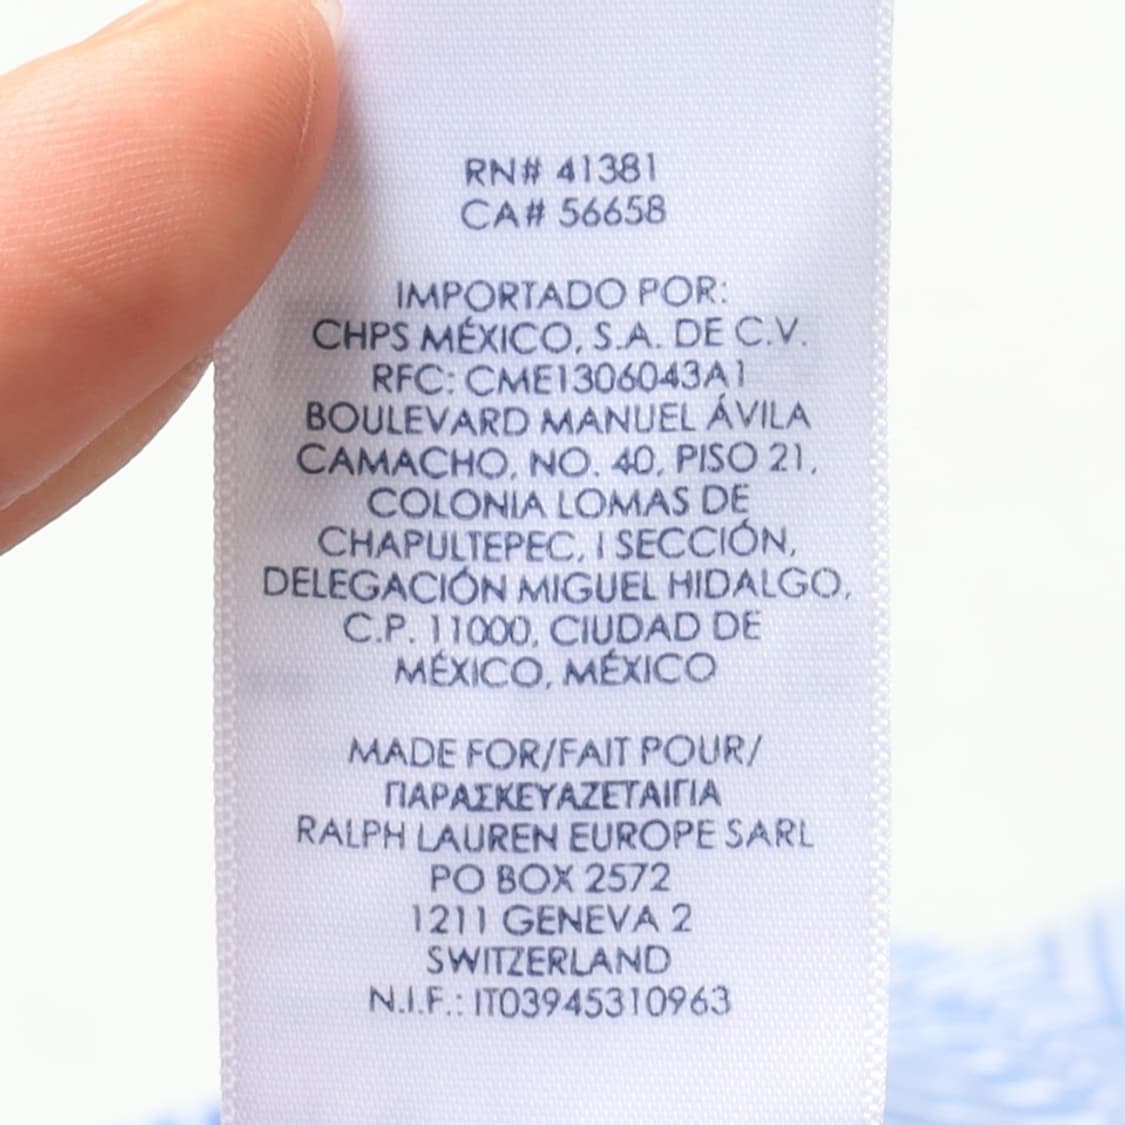 RN# 41381
CA# 56658
IMPORTADO POR:
CHPS MÉXICO, S.A. DE C.V.
RFC: CME1306043A1
BOULEVARD MANUEL ÁVILA
CAMACHO, NO. 40, PISO 21,
COLONIA LOMAS DE
CHAPULTEPEC, I SECCIÓN,
DELEGACIÓN MIGUEL HIDALGO,
C.P. 11000, CIUDAD DE
MÉXICO, MÉXICO
MADE FOR/FAIT POUR/
ΠΑΡΑΣΚΕΥΑΖΕΤΑΙΓΙΑ
RALPH LAUREN EUROPE SARL
PO BOX 2572
1211 GENEVA 2
SWITZERLAND
N.I.F.: IT03945310963